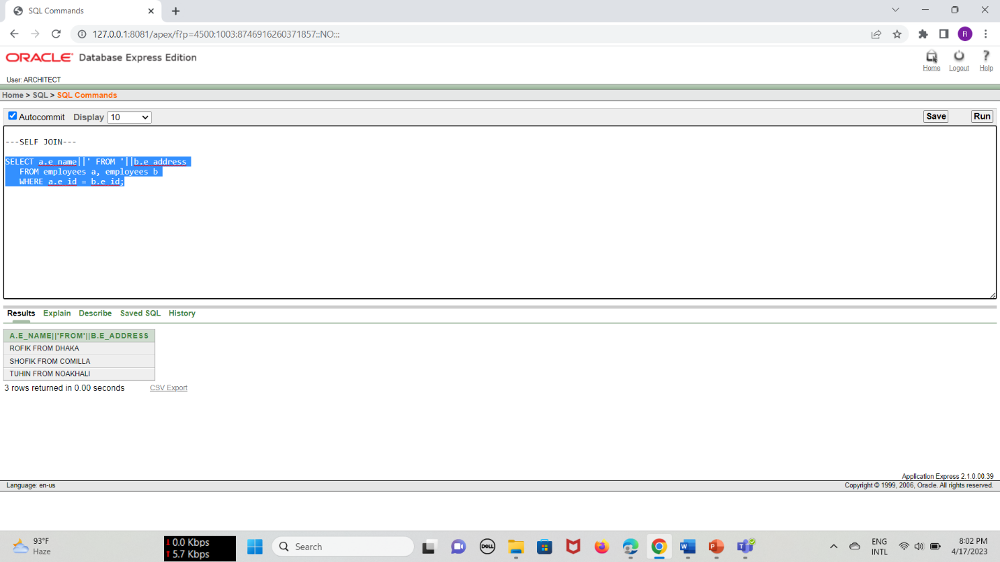 SQL Commands
127.0.0.1:8081/apex/f?p=4500:1003:8746916260371857::NO:::
R
ORACLE Database Express Edition
Home Logout Help
User: ARCHITECT
Home > SQL > SQL Commands
Autocommit Display 10 Save Run
---SELF JOIN---
SELECT a.e_name||' FROM '||b.e_address
FROM employees a, employees b
WHERE a.e_id = b.e_id;
Results Explain Describe Saved SQL History
A.E_NAME||'FROM'||B.E_ADDRESS
ROFIK FROM DHAKA
SHOFIK FROM COMILLA
TUHIN FROM NOAKHALI
3 rows returned in 0.00 seconds CSV Export
Application Express 2.1.0.00.39
Language: en-us Copyright © 1999, 2006, Oracle. All rights reserved.
93°F
Haze
0.0 Kbps
5.7 Kbps
Search
DELL
W
P
T
ENG
INTL
8:02 PM
4/17/2023